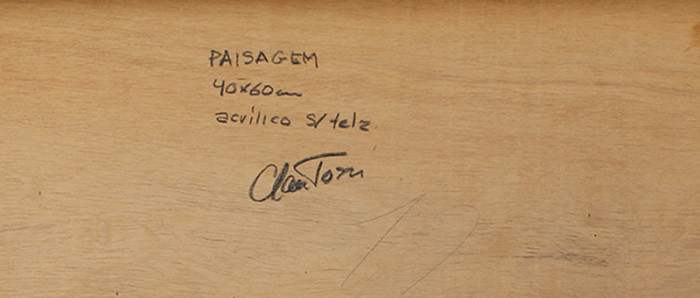 PAISAGEM
40x60cm
acrílico s/ tela